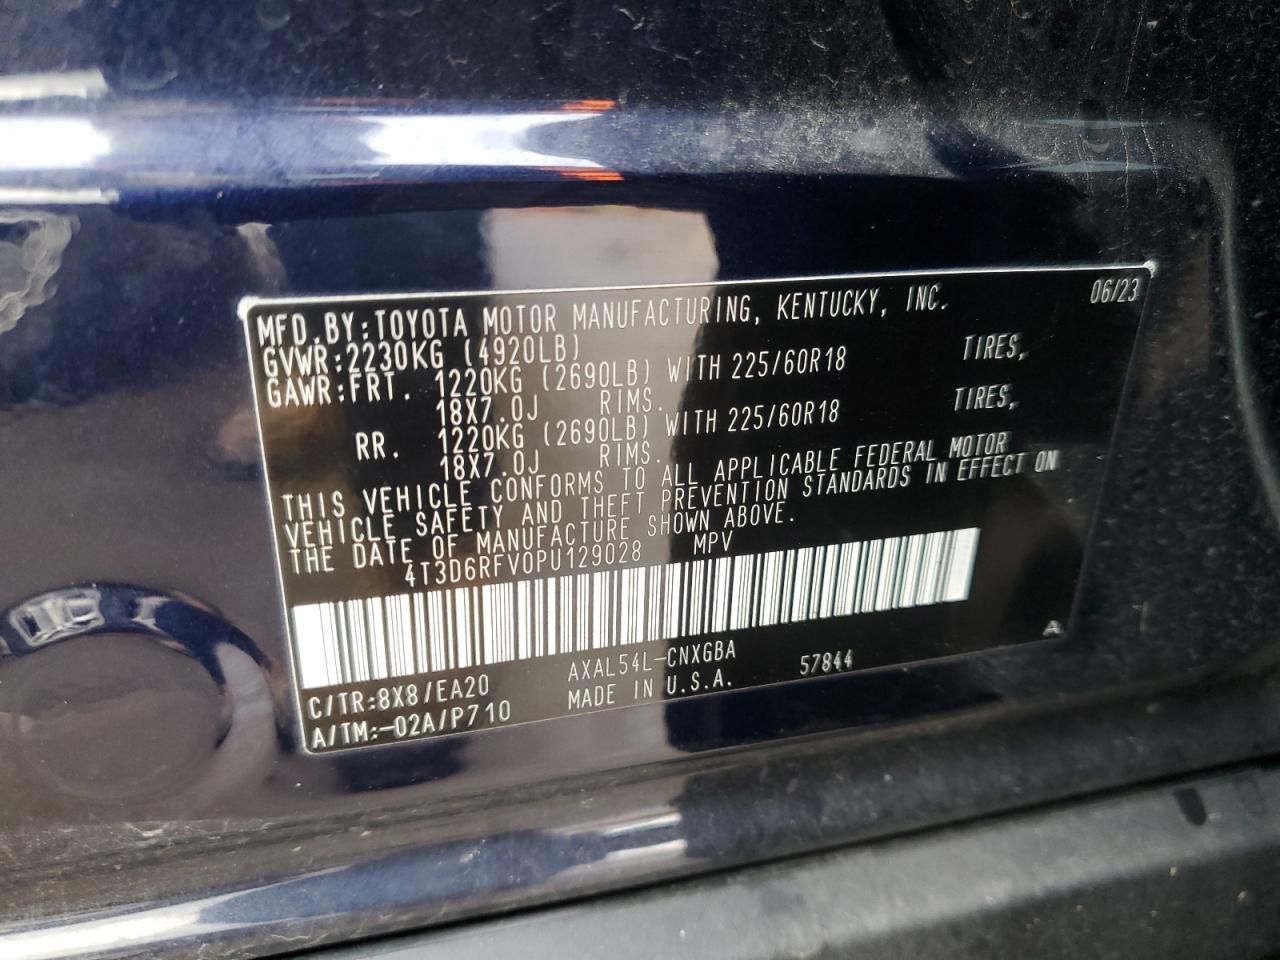 MFD.BY:TOYOTA MOTOR MANUFACTURING, KENTUCKY, INC. 06/23
GVWR:2230KG (4920LB)
GAWR:FRT. 1220KG (2690LB) WITH 225/60R18 TIRES,
18X7.0J RIMS.
RR. 1220KG (2690LB) WITH 225/60R18 TIRES,
18X7.0J RIMS.
THIS VEHICLE CONFORMS TO ALL APPLICABLE FEDERAL MOTOR
VEHICLE SAFETY AND THEFT PREVENTION STANDARDS IN EFFECT ON
THE DATE OF MANUFACTURE SHOWN ABOVE.
4T3D6RFV0PU129028 MPV
A
C/TR:8X8/EA20 AXAL54L-CNXGBA 57844
A/TM:-02A/P710 MADE IN U.S.A.